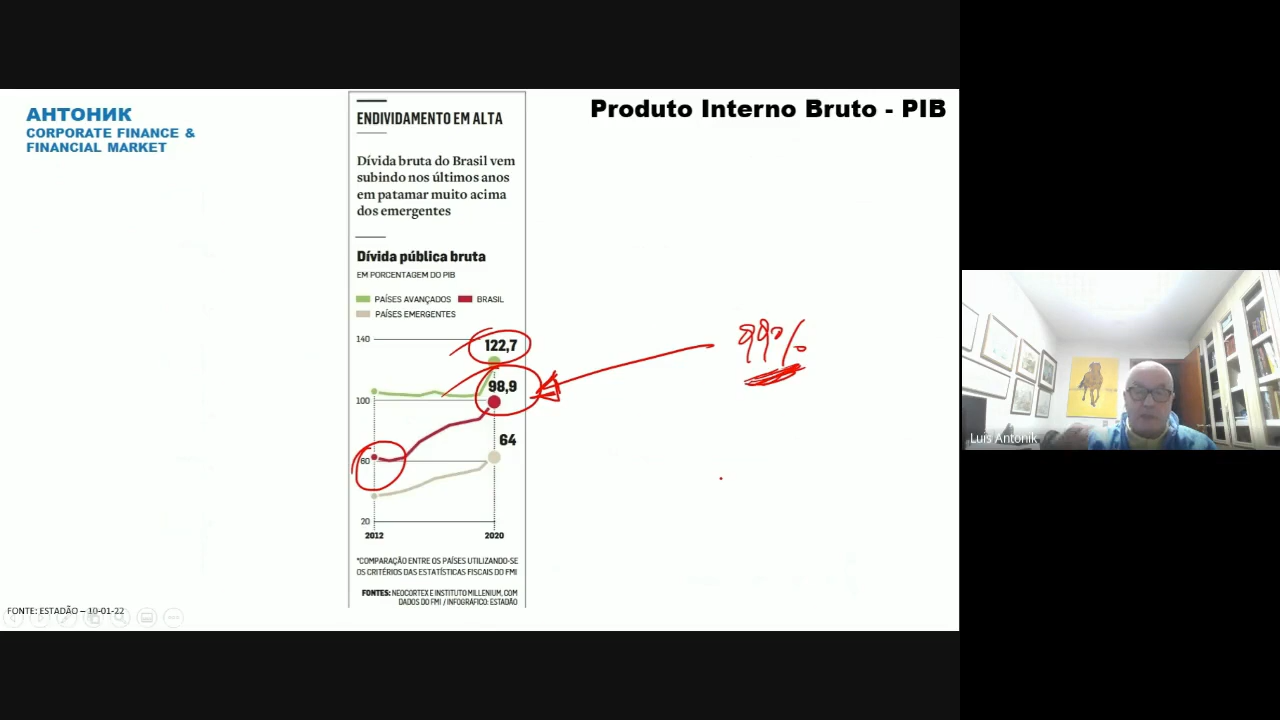 АНТОНИК
CORPORATE FINANCE &
FINANCIAL MARKET
Produto Interno Bruto - PIB
ENDIVIDAMENTO EM ALTA
Dívida bruta do Brasil vem
subindo nos últimos anos
em patamar muito acima
dos emergentes
Dívida pública bruta
EM PORCENTAGEM DO PIB
PAÍSES AVANÇADOS BRASIL
PAÍSES EMERGENTES
140
122,7
98,9
100
64
60
20
2012 2020
99%
*COMPARAÇÃO ENTRE OS PAÍSES UTILIZANDO-SE
OS CRITÉRIOS DAS ESTATÍSTICAS FISCAIS DO FMI
FONTES: NEOCORTEX E INSTITUTO MILLENIUM, COM
DADOS DO FMI / INFOGRÁFICO: ESTADÃO
FONTE: ESTADÃO – 10-01-22
Luis Antonik